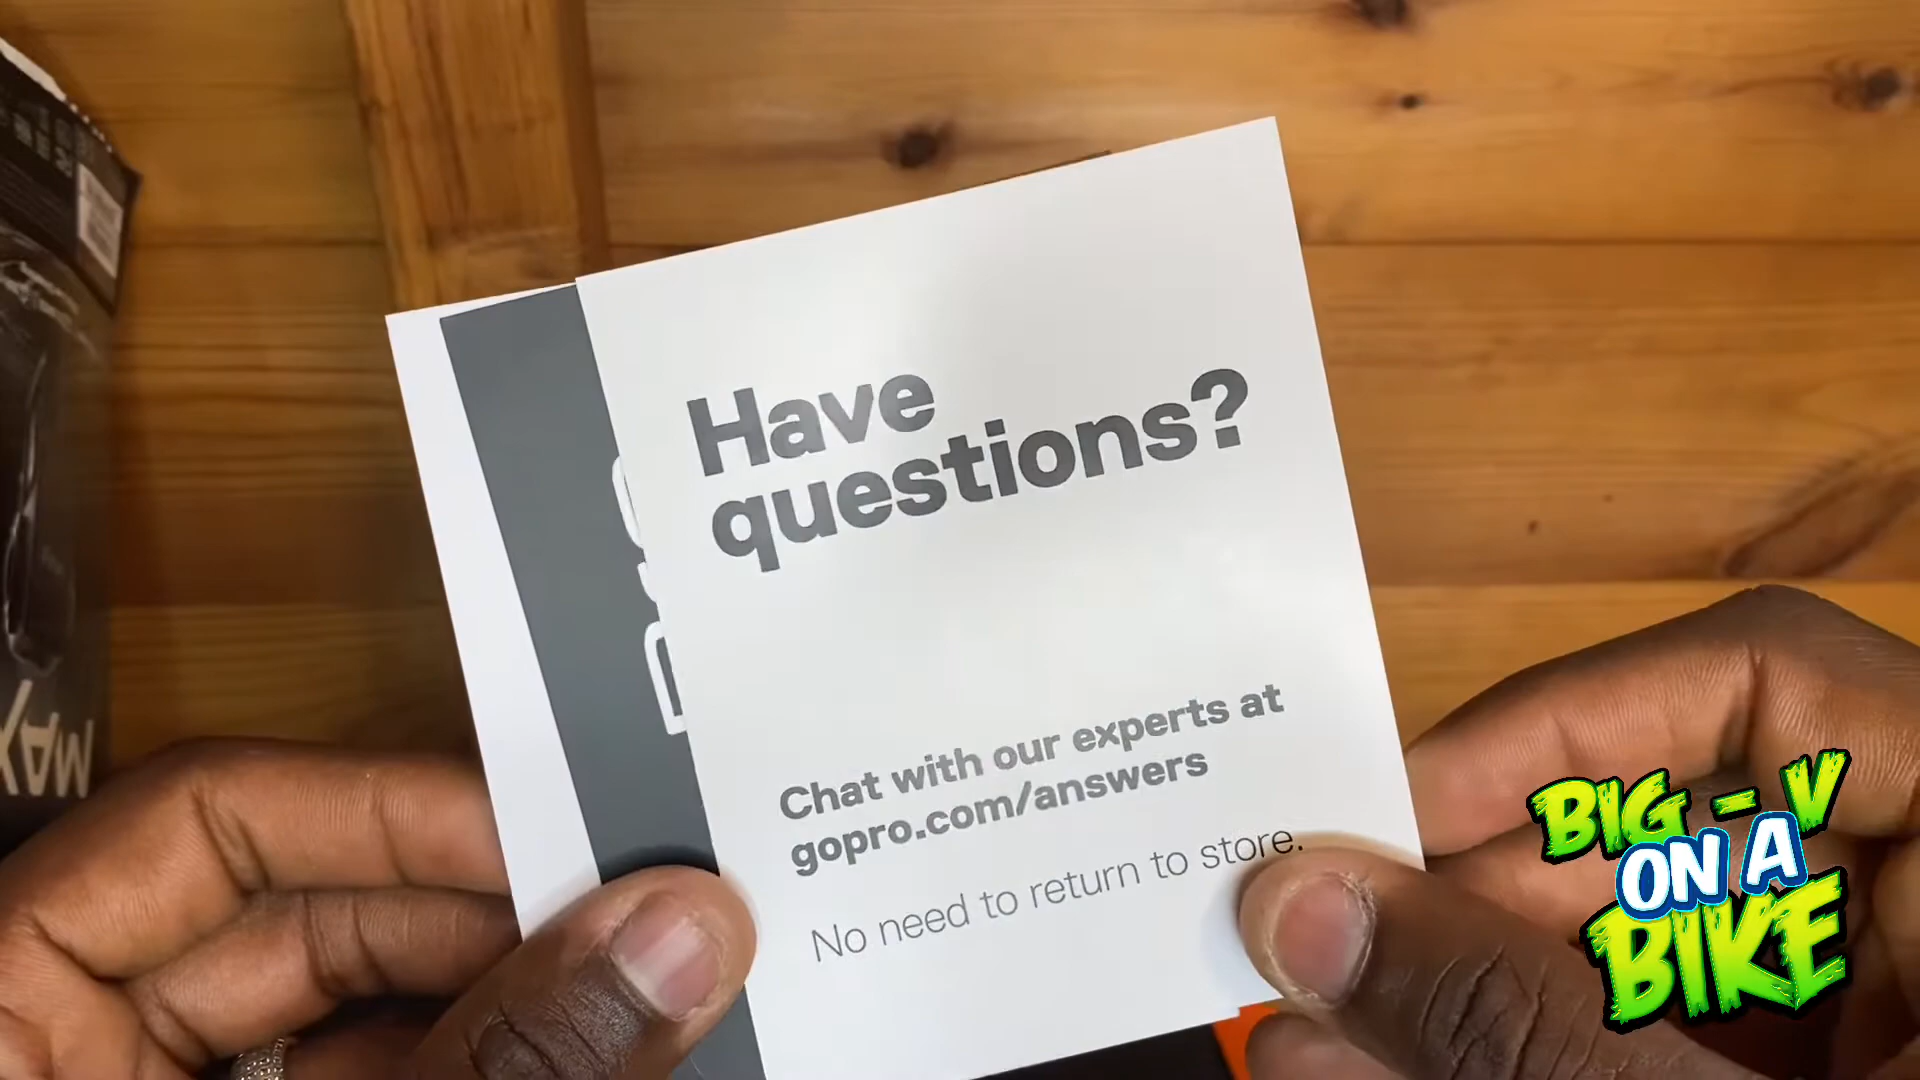 Have
questions?
Chat with our experts at
gopro.com/answers
No need to return to store.
MAX
BIG - V
ON A
BIKE